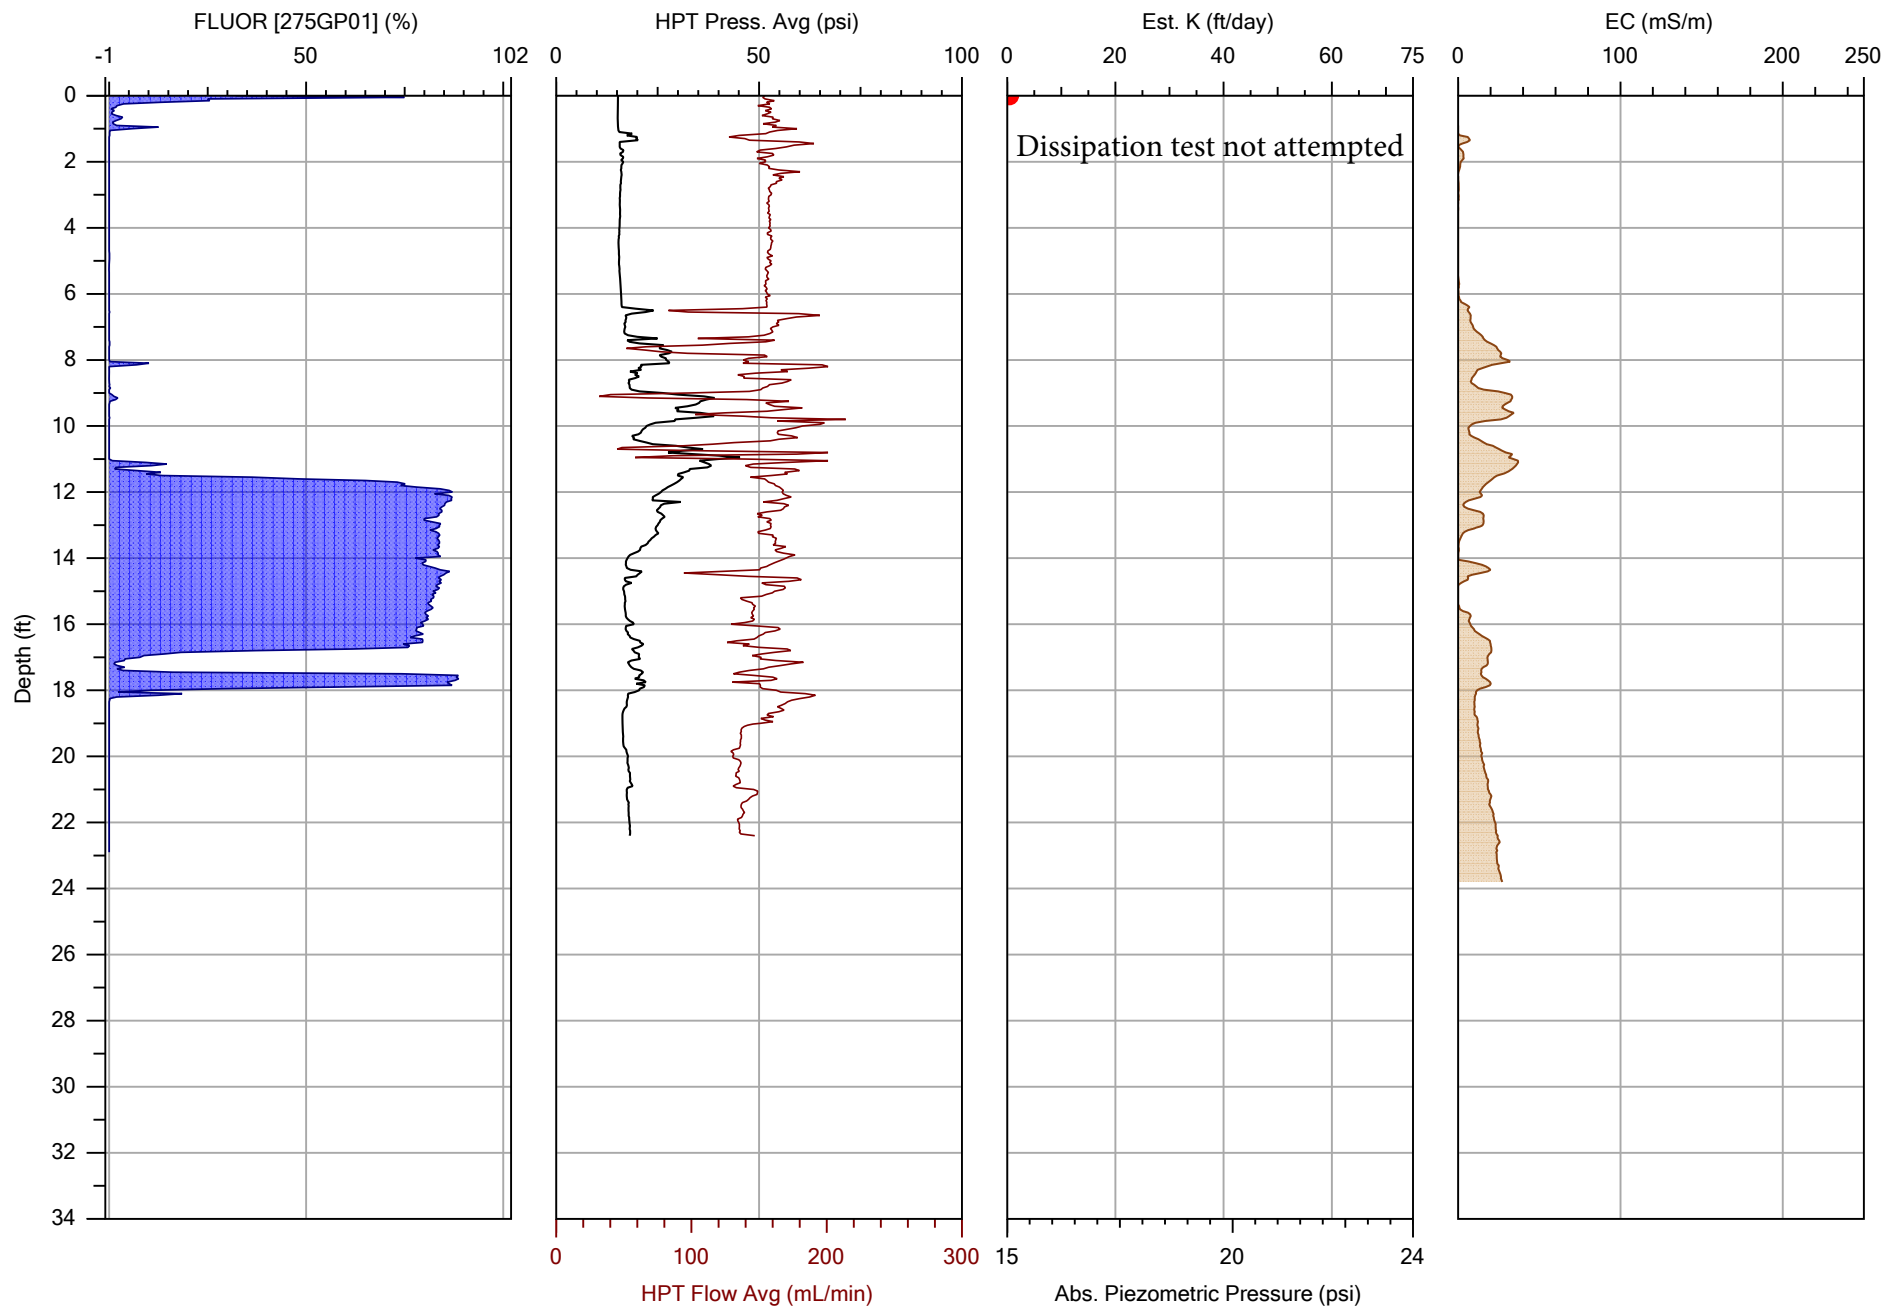 FLUOR [275GP01] (%)
HPT Press. Avg (psi)
Est. K (ft/day)
EC (mS/m)
-1 50 102
0 50 100
0 20 40 60 75
0 100 200 250
Dissipation test not attempted
Depth (ft)
0
2
4
6
8
10
12
14
16
18
20
22
24
26
28
30
32
34
0 100 200 300
15 20 24
HPT Flow Avg (mL/min)
Abs. Piezometric Pressure (psi)